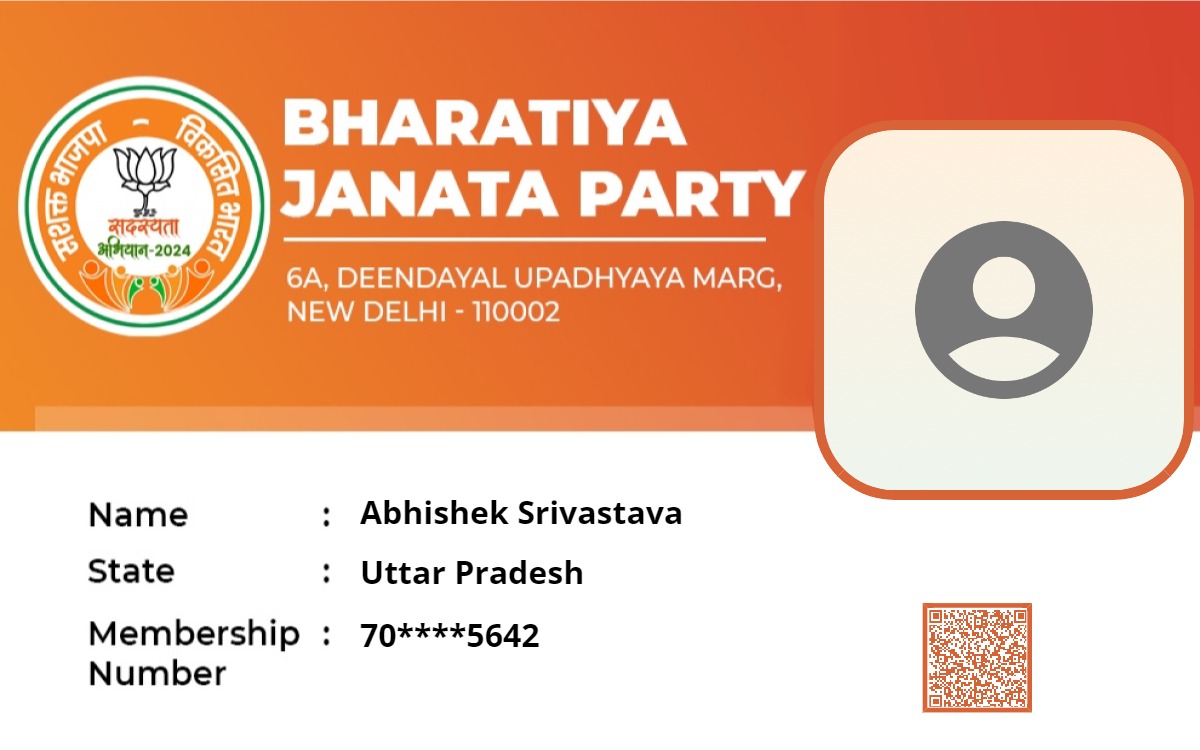 सशक्त भाजपा - विकसित भारत
सदस्यता
अभियान-2024
BHARATIYA
JANATA PARTY
6A, DEENDAYAL UPADHYAYA MARG,
NEW DELHI - 110002
Name : Abhishek Srivastava
State : Uttar Pradesh
Membership : 70****5642
Number